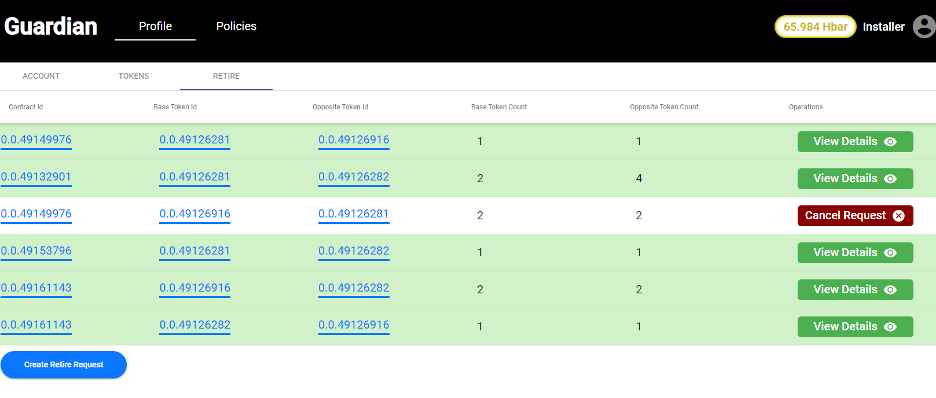 Guardian Profile Policies 65.984 Hbar Installer
ACCOUNT TOKENS RETIRE
Contract Id Base Token Id Opposite Token Id Base Token Count Opposite Token Count Operations
0.0.49149976 0.0.49126281 0.0.49126916 1 1 View Details
0.0.49132901 0.0.49126281 0.0.49126282 2 4 View Details
0.0.49149976 0.0.49126916 0.0.49126281 2 2 Cancel Request
0.0.49153796 0.0.49126281 0.0.49126282 1 1 View Details
0.0.49161143 0.0.49126916 0.0.49126282 2 2 View Details
0.0.49161143 0.0.49126282 0.0.49126916 1 1 View Details
Create Retire Request